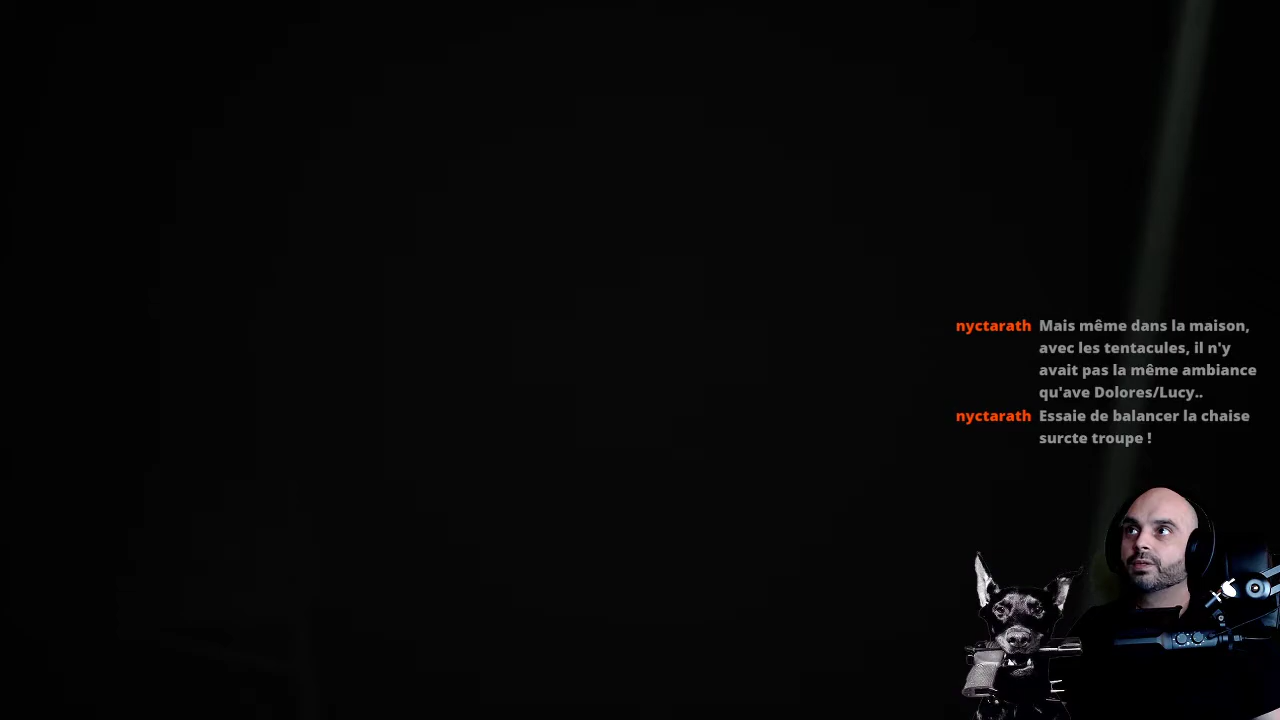 nyctarath Mais même dans la maison,
avec les tentacules, il n'y
avait pas la même ambiance
qu'ave Dolores/Lucy..
nyctarath Essaie de balancer la chaise
surcte troupe !